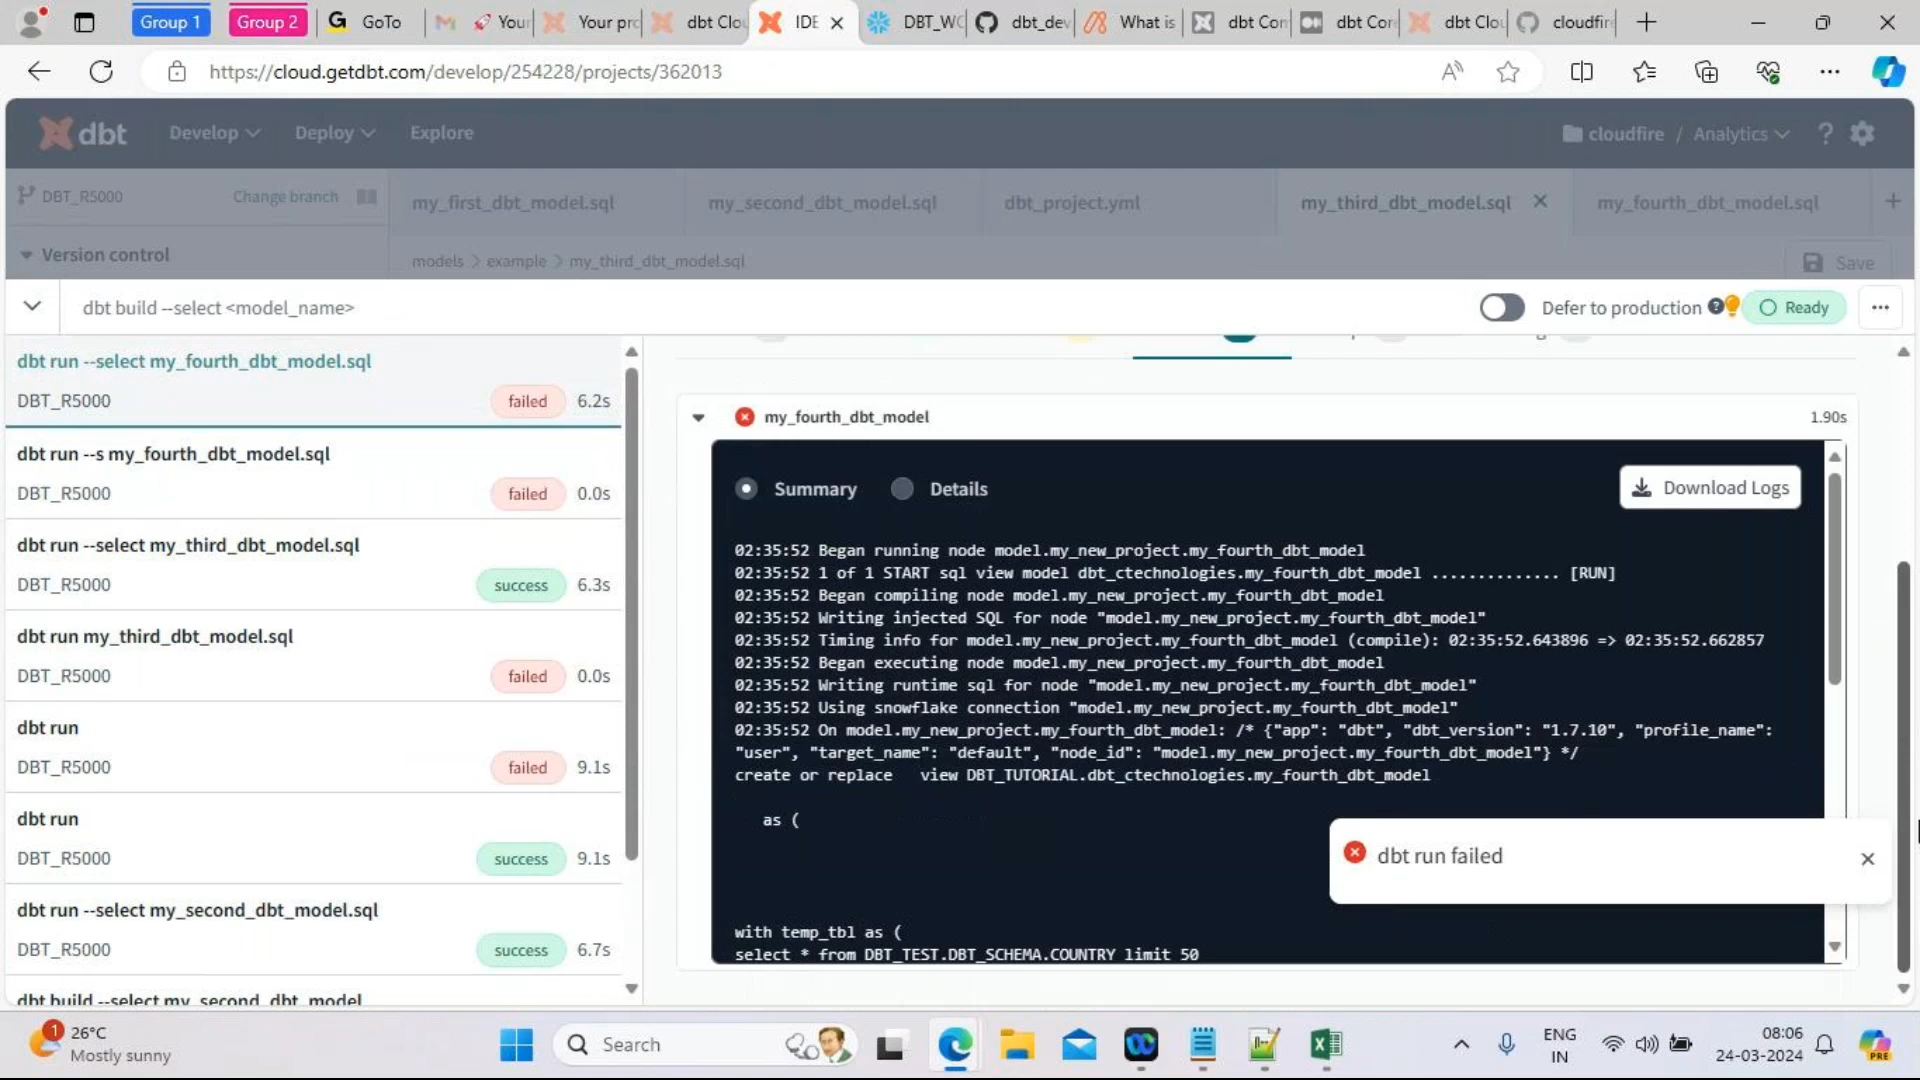 Group 1
Group 2
GoTo
Your
Your pr
dbt Clo
IDE
DBT_WC
dbt_dev
What is
dbt Con
dbt Cor
dbt Clou
cloudfire
https://cloud.getdbt.com/develop/254228/projects/362013
dbt
Develop
Deploy
Explore
cloudfire / Analytics
?
DBT_R5000
Change branch
my_first_dbt_model.sql
my_second_dbt_model.sql
dbt_project.yml
my_third_dbt_model.sql
my_fourth_dbt_model.sql
Version control
models > example > my_third_dbt_model.sql
Save
dbt build --select <model_name>
Defer to production
Ready
dbt run --select my_fourth_dbt_model.sql
DBT_R5000 failed 6.2s
dbt run --s my_fourth_dbt_model.sql
DBT_R5000 failed 0.0s
dbt run --select my_third_dbt_model.sql
DBT_R5000 success 6.3s
dbt run my_third_dbt_model.sql
DBT_R5000 failed 0.0s
dbt run
DBT_R5000 failed 9.1s
dbt run
DBT_R5000 success 9.1s
dbt run --select my_second_dbt_model.sql
DBT_R5000 success 6.7s
dbt build --select my_second_dbt_model
my_fourth_dbt_model
1.90s
Summary
Details
Download Logs
02:35:52 Began running node model.my_new_project.my_fourth_dbt_model
02:35:52 1 of 1 START sql view model dbt_ctechnologies.my_fourth_dbt_model .............. [RUN]
02:35:52 Began compiling node model.my_new_project.my_fourth_dbt_model
02:35:52 Writing injected SQL for node "model.my_new_project.my_fourth_dbt_model"
02:35:52 Timing info for model.my_new_project.my_fourth_dbt_model (compile): 02:35:52.643896 => 02:35:52.662857
02:35:52 Began executing node model.my_new_project.my_fourth_dbt_model
02:35:52 Writing runtime sql for node "model.my_new_project.my_fourth_dbt_model"
02:35:52 Using snowflake connection "model.my_new_project.my_fourth_dbt_model"
02:35:52 On model.my_new_project.my_fourth_dbt_model: /* {"app": "dbt", "dbt_version": "1.7.10", "profile_name":
"user", "target_name": "default", "node_id": "model.my_new_project.my_fourth_dbt_model"} */
create or replace view DBT_TUTORIAL.dbt_ctechnologies.my_fourth_dbt_model
as (
with temp_tbl as (
select * from DBT_TEST.DBT_SCHEMA.COUNTRY limit 50
dbt run failed
1
26°C
Mostly sunny
Search
ENG
IN
08:06
24-03-2024
PRE